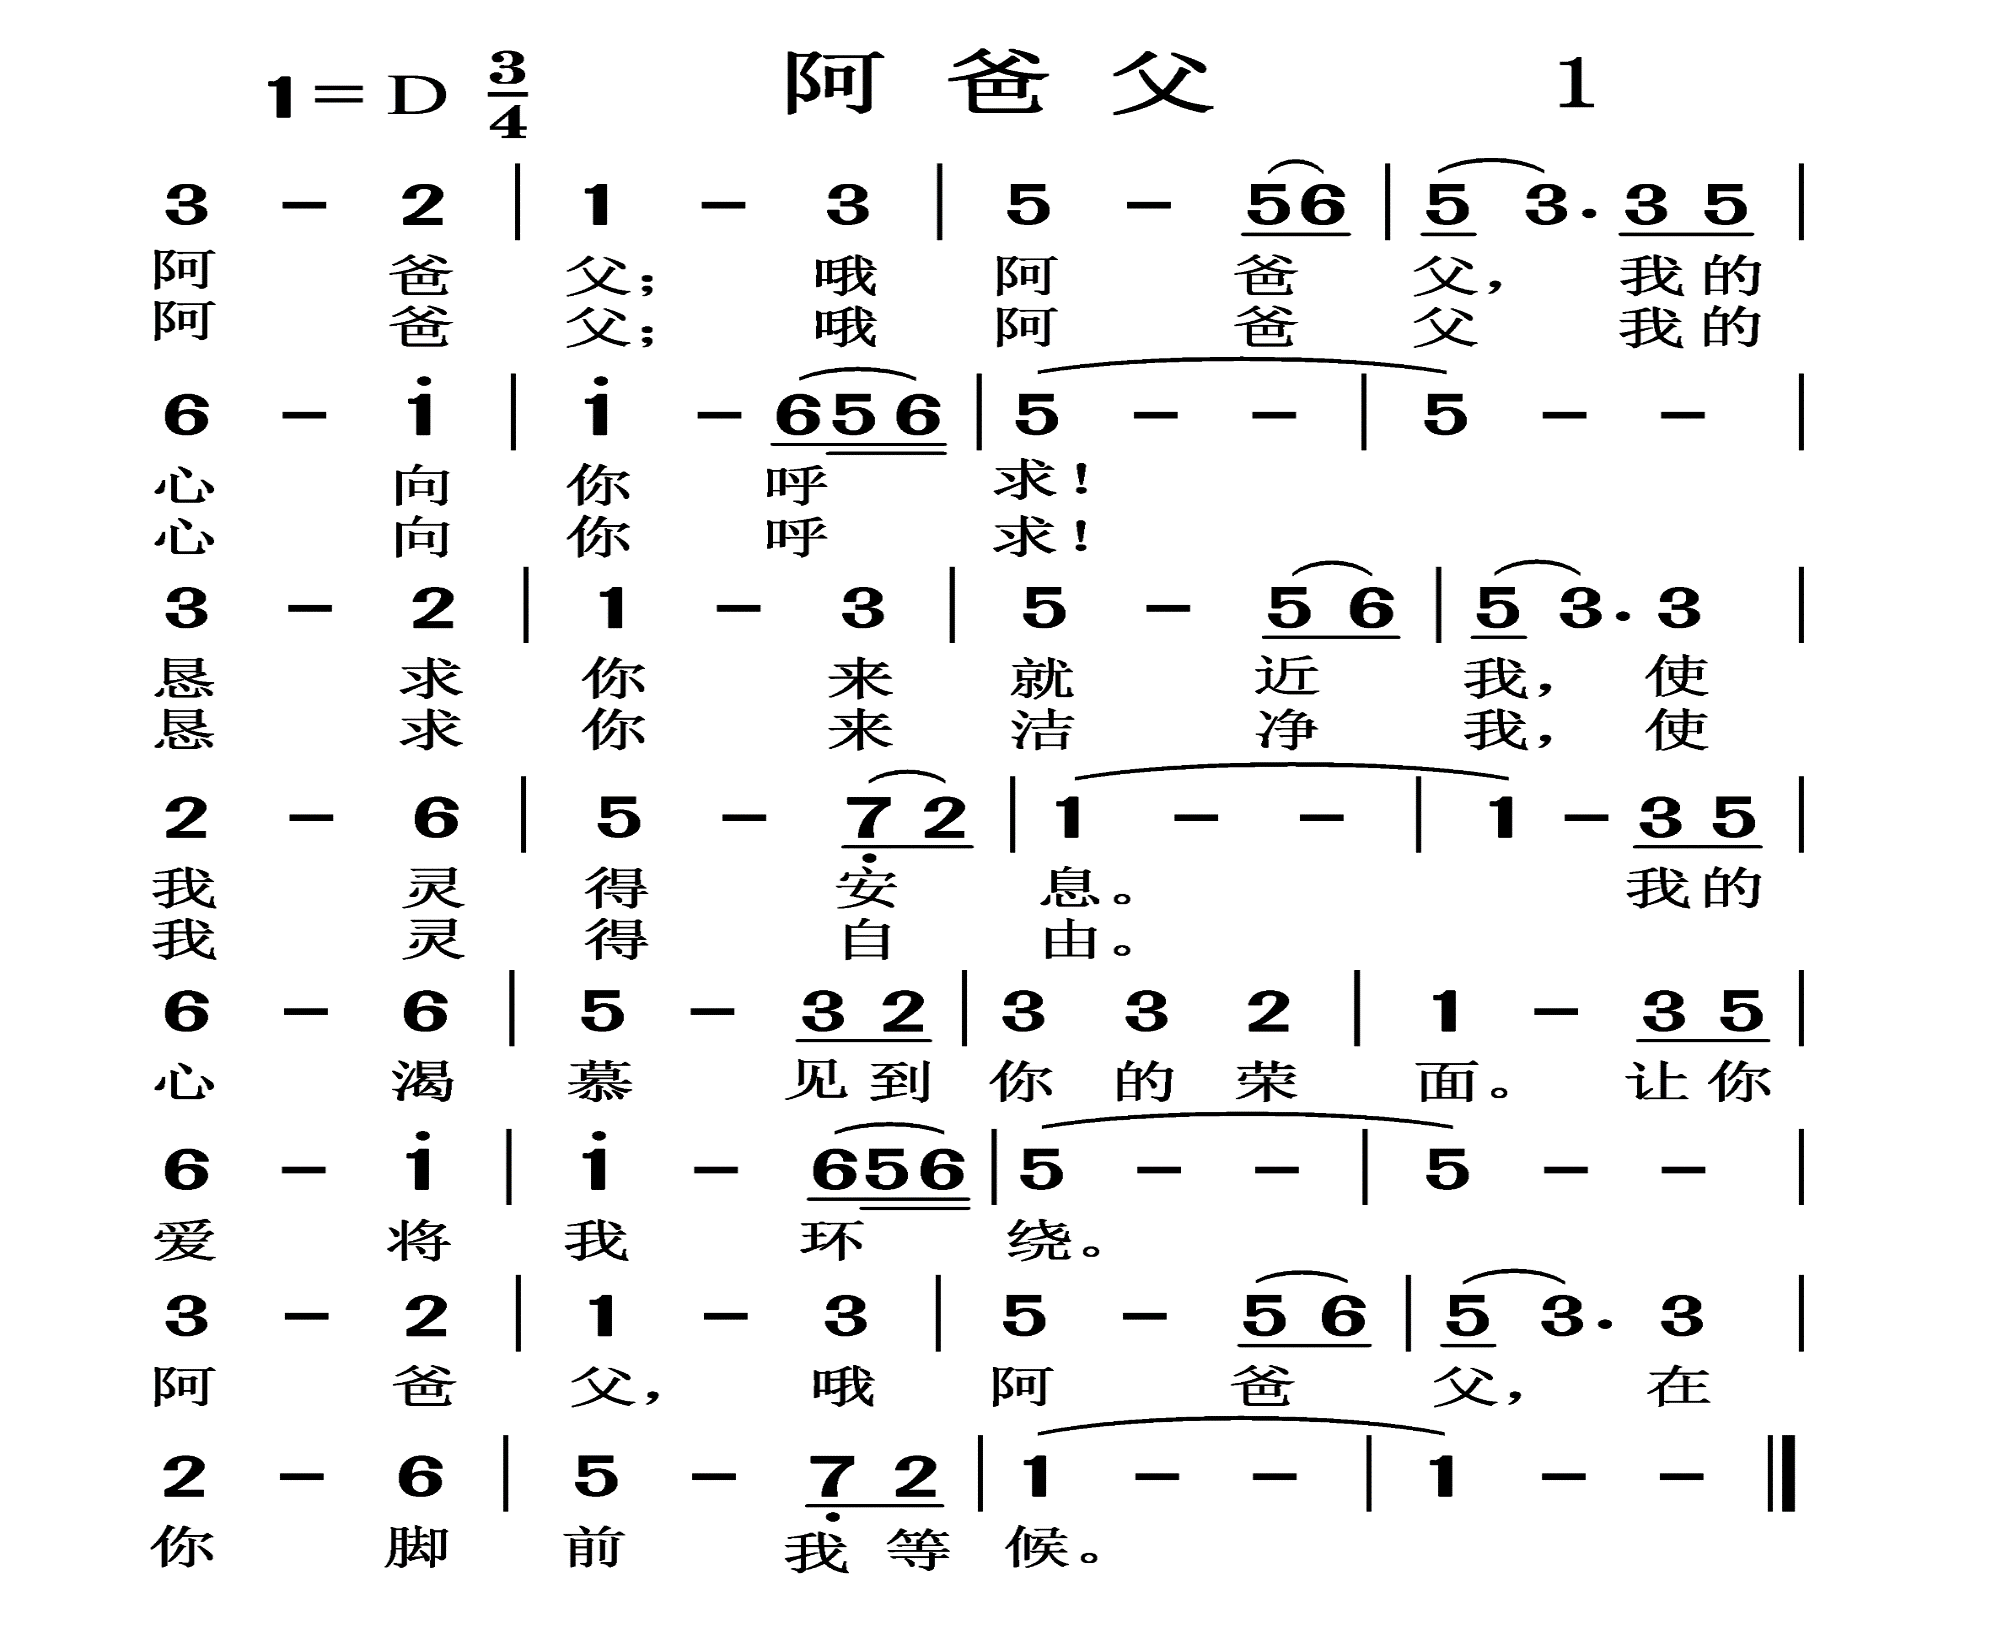 1=D 3/4 阿爸父 1
3 - 2 | 1 - 3 | 5 - 56 | 5 3. 3 5 |
阿 爸 父; 哦 阿 爸 父, 我的
阿 爸 父; 哦 阿 爸 父 我的
6 - i | i - 656 | 5 - - | 5 - - |
心 向 你 呼 求!
心 向 你 呼 求!
3 - 2 | 1 - 3 | 5 - 5 6 | 5 3. 3 |
恳 求 你 来 就 近 我, 使
恳 求 你 来 洁 净 我, 使
2 - 6 | 5 - 7̣ 2 | 1 - - | 1 - 3 5 |
我 灵 得 安 息。 我的
我 灵 得 自 由。
6 - 6 | 5 - 3 2 | 3 3 2 | 1 - 3 5 |
心 渴 慕 见到 你 的 荣 面。 让你
6 - i | i - 656 | 5 - - | 5 - - |
爱 将 我 环 绕。
3 - 2 | 1 - 3 | 5 - 5 6 | 5 3. 3 |
阿 爸 父, 哦 阿 爸 父, 在
2 - 6 | 5 - 7̣ 2 | 1 - - | 1 - - ‖
你 脚 前 我 等 候。